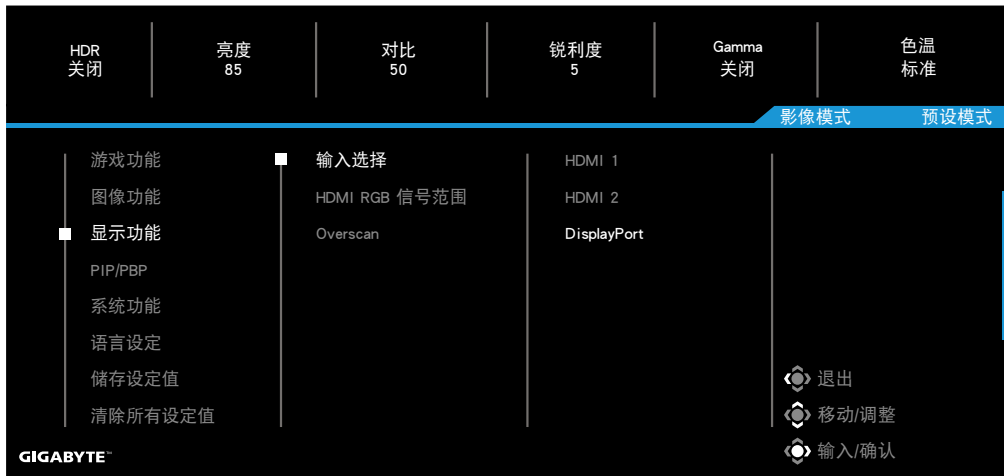 HDR 亮度 对比 锐利度 Gamma 色温
关闭 85 50 5 关闭 标准
影像模式 预设模式
游戏功能 输入选择 HDMI 1
图像功能 HDMI RGB 信号范围 HDMI 2
显示功能 Overscan DisplayPort
PIP/PBP
系统功能
语言设定
储存设定值 退出
清除所有设定值 移动/调整
GIGABYTE™ 输入/确认